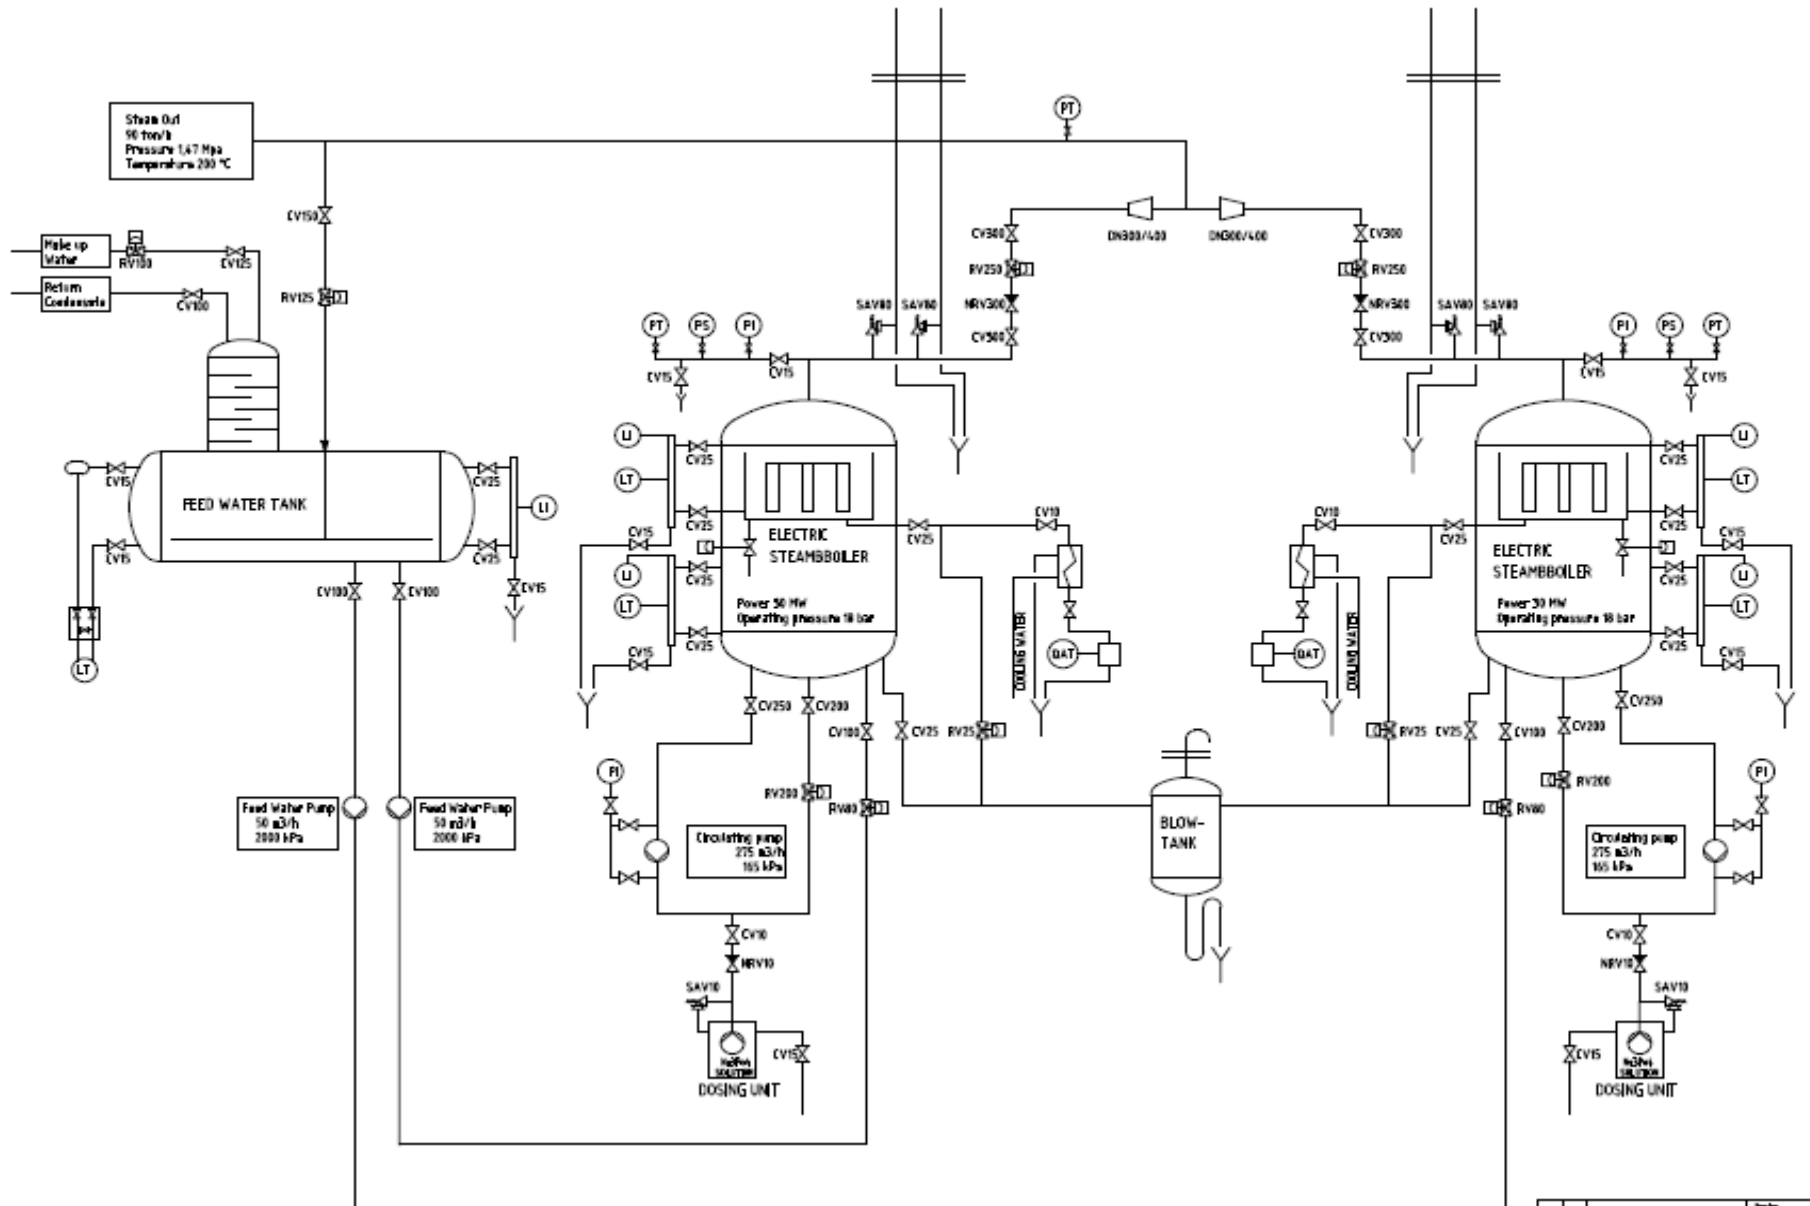 Steam Out
90 ton/h
Pressure 1,47 Mpa
Temperature 200 °C
PT
CV150
DN300/400
DN300/400
CV300
CV300
Make up
Water
RV100
CV125
RV250
RV250
Return
Condensate
CV100
RV125
SAV80
SAV80
NRV300
NRV300
SAV80
SAV80
PT
PS
PI
CV300
CV300
PI
PS
PT
CV15
CV15
CV15
CV15
LI
CV25
CV25
LI
CV15
CV25
LT
LT
FEED WATER TANK
LI
CV25
CV25
CV10
CV10
CV25
CV25
CV15
ELECTRIC
STEAMBBOILER
ELECTRIC
STEAMBBOILER
CV15
CV15
CV25
LI
CV25
CV25
LI
CV100
CV100
CV15
LT
LT
Power 30 MW
Operating pressure 18 bar
Power 30 MW
Operating pressure 18 bar
CV25
CV25
CV15
CV15
LT
COOLING WATER
QAT
QAT
COOLING WATER
CV250
CV200
CV250
CV100
CV25
RV25
RV25
CV25
CV100
CV200
PI
PI
RV200
RV200
Feed Water Pump
50 m3/h
2000 kPa
Feed Water Pump
50 m3/h
2000 kPa
RV80
RV80
BLOW-
TANK
Circulating pump
275 m3/h
165 kPa
Circulating pump
275 m3/h
165 kPa
CV10
CV10
NRV10
NRV10
SAV10
SAV10
CV15
CV15
SOLUTION
SOLUTION
DOSING UNIT
DOSING UNIT